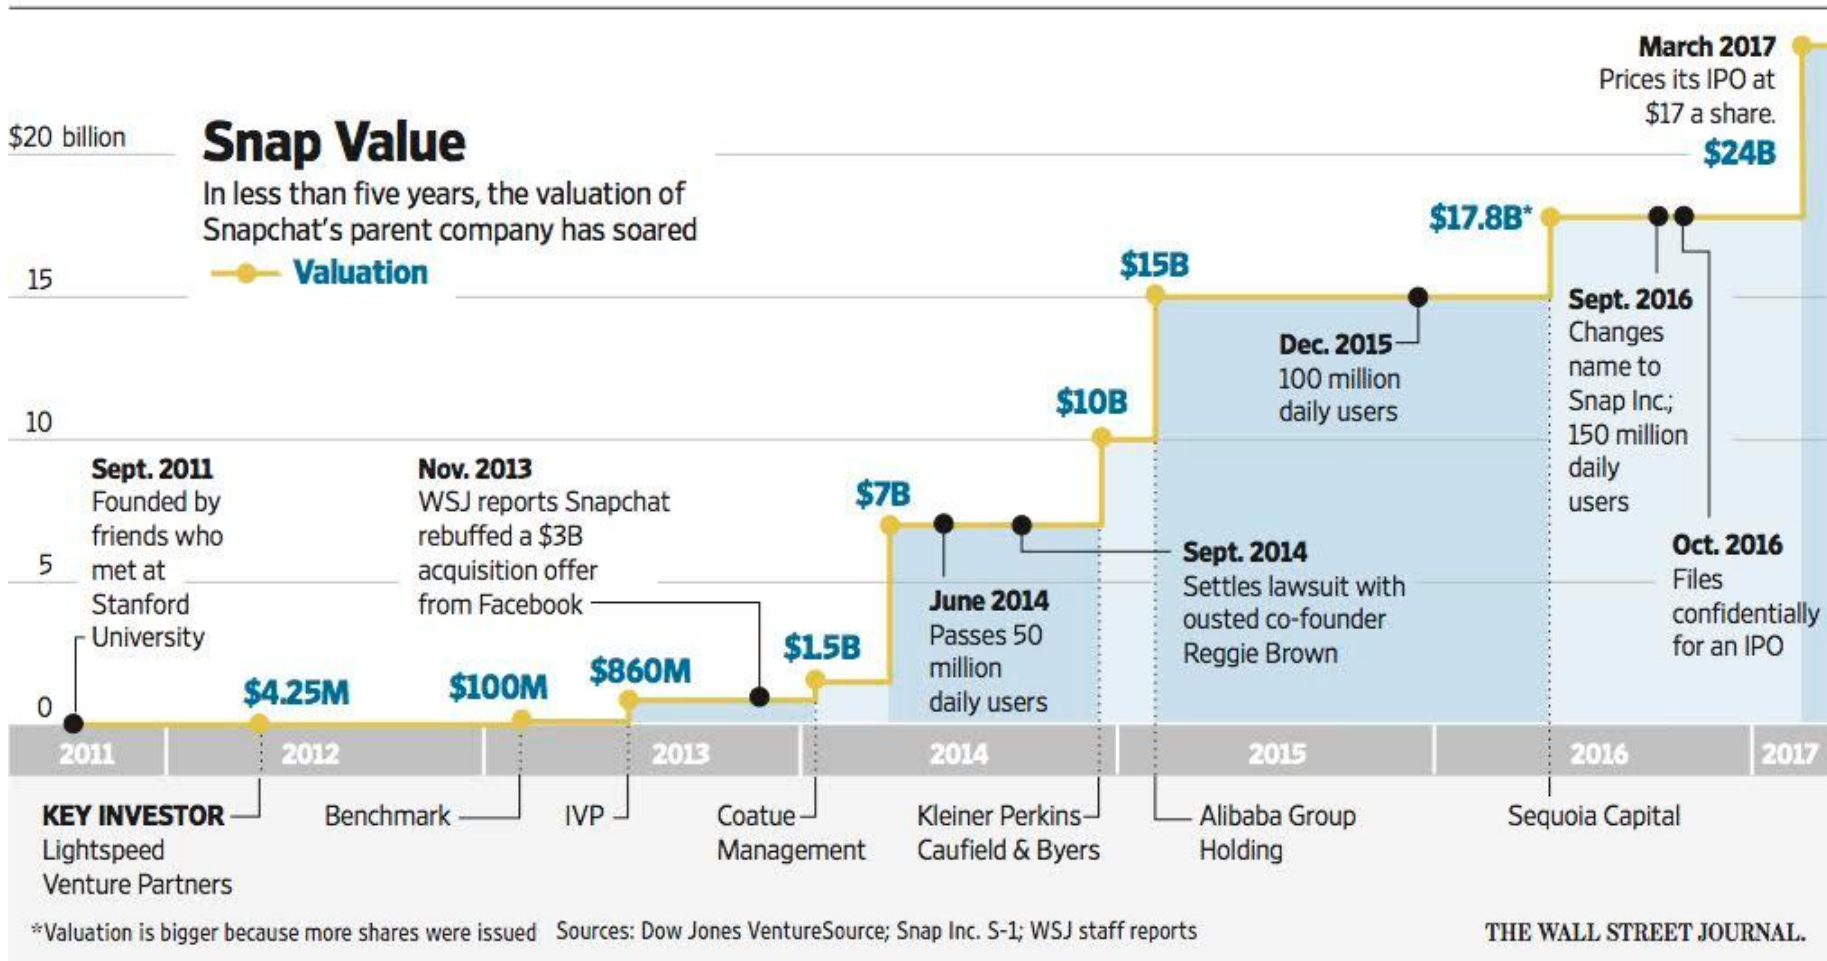 Snap Value
In less than five years, the valuation of
Snapchat's parent company has soared
Valuation
$20 billion
15
10
5
0
Sept. 2011
Founded by
friends who
met at
Stanford
University
$4.25M
$100M
Nov. 2013
WSJ reports Snapchat
rebuffed a $3B
acquisition offer
from Facebook
$860M
$1.5B
$7B
June 2014
Passes 50
million
daily users
Sept. 2014
Settles lawsuit with
ousted co-founder
Reggie Brown
$10B
$15B
Dec. 2015
100 million
daily users
$17.8B*
Sept. 2016
Changes
name to
Snap Inc.;
150 million
daily
users
Oct. 2016
Files
confidentially
for an IPO
March 2017
Prices its IPO at
$17 a share.
$24B
2011 2012 2013 2014 2015 2016 2017
KEY INVESTOR
Lightspeed
Venture Partners
Benchmark
IVP
Coatue
Management
Kleiner Perkins
Caufield & Byers
Alibaba Group
Holding
Sequoia Capital
*Valuation is bigger because more shares were issued Sources: Dow Jones VentureSource; Snap Inc. S-1; WSJ staff reports
THE WALL STREET JOURNAL.